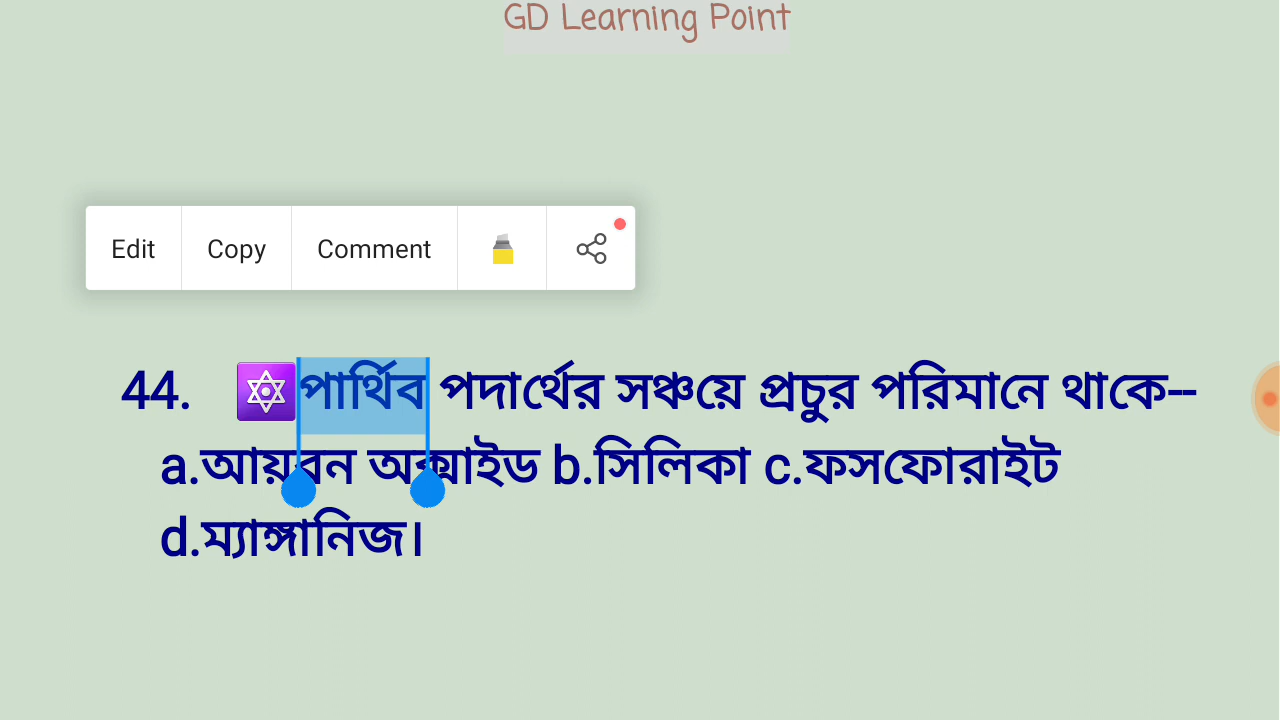 GD Learning Point
Edit Copy Comment
44. পার্থিব পদার্থের সঞ্চয়ে প্রচুর পরিমানে থাকে--
a.আয়রন অক্সাইড b.সিলিকা c.ফসফোরাইট
d.ম্যাঙ্গানিজ।